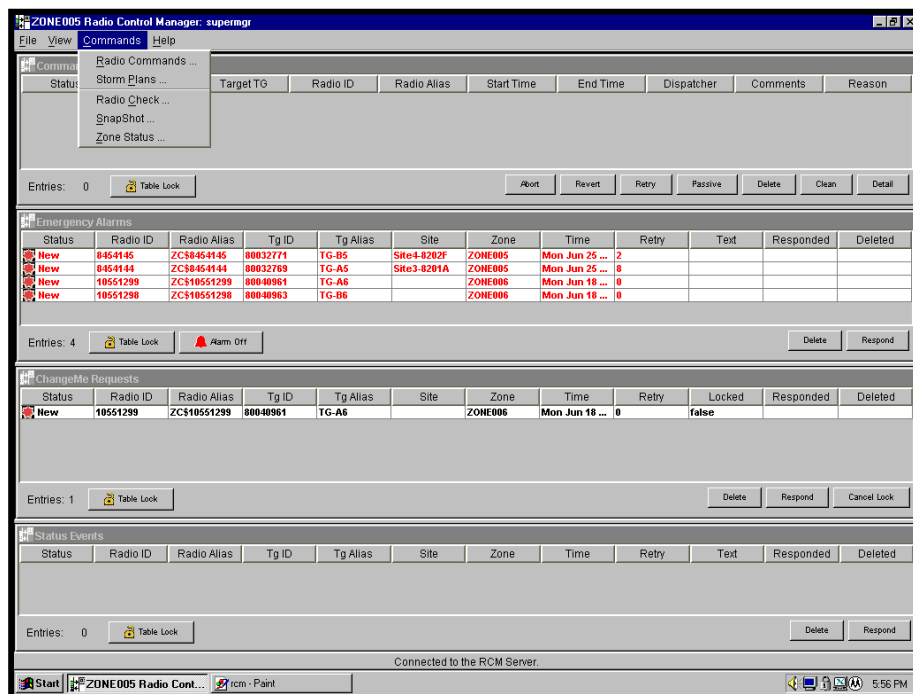 ZONE005 Radio Control Manager: supermgr
File View Commands Help
Radio Commands ...
Storm Plans ...
Radio Check ...
SnapShot ...
Zone Status ...
Target TG Radio ID Radio Alias Start Time End Time Dispatcher Comments Reason
Entries: 0 Table Lock Abort Revert Retry Passive Delete Clean Detail
Emergency Alarms
Status Radio ID Radio Alias Tg ID Tg Alias Site Zone Time Retry Text Responded Deleted
New 8454145 ZC$8454145 80032771 TG-B5 Site4-8202F ZONE005 Mon Jun 25 ... 2
New 8454144 ZC$8454144 80032769 TG-A5 Site3-8201A ZONE005 Mon Jun 25 ... 8
New 10551299 ZC$10551299 80040961 TG-A6 ZONE006 Mon Jun 18 ... 0
New 10551298 ZC$10551298 80040963 TG-B6 ZONE006 Mon Jun 18 ... 0
Entries: 4 Table Lock Alarm Off Delete Respond
ChangeMe Requests
Status Radio ID Radio Alias Tg ID Tg Alias Site Zone Time Retry Locked Responded Deleted
New 10551299 ZC$10551299 80040961 TG-A6 ZONE006 Mon Jun 18 ... 0 false
Entries: 1 Table Lock Delete Respond Cancel Lock
Status Events
Status Radio ID Radio Alias Tg ID Tg Alias Site Zone Time Retry Text Responded Deleted
Entries: 0 Table Lock Delete Respond
Connected to the RCM Server.
Start ZONE005 Radio Cont... rcm - Paint 5:56 PM